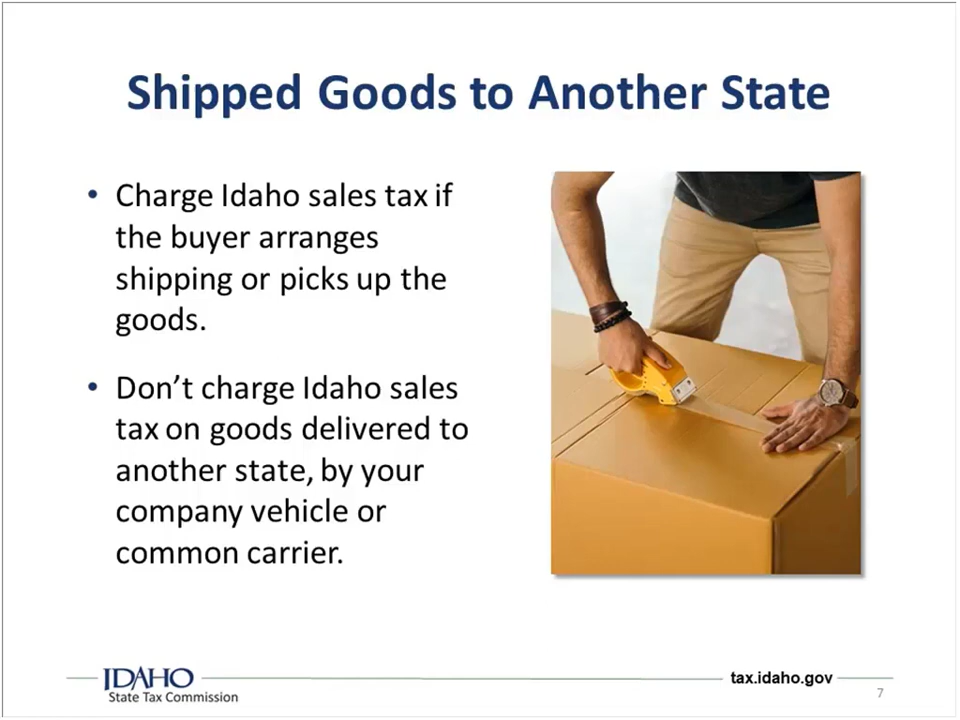 Shipped Goods to Another State
• Charge Idaho sales tax if
the buyer arranges
shipping or picks up the
goods.
• Don’t charge Idaho sales
tax on goods delivered to
another state, by your
company vehicle or
common carrier.
IDAHO
State Tax Commission
tax.idaho.gov
7